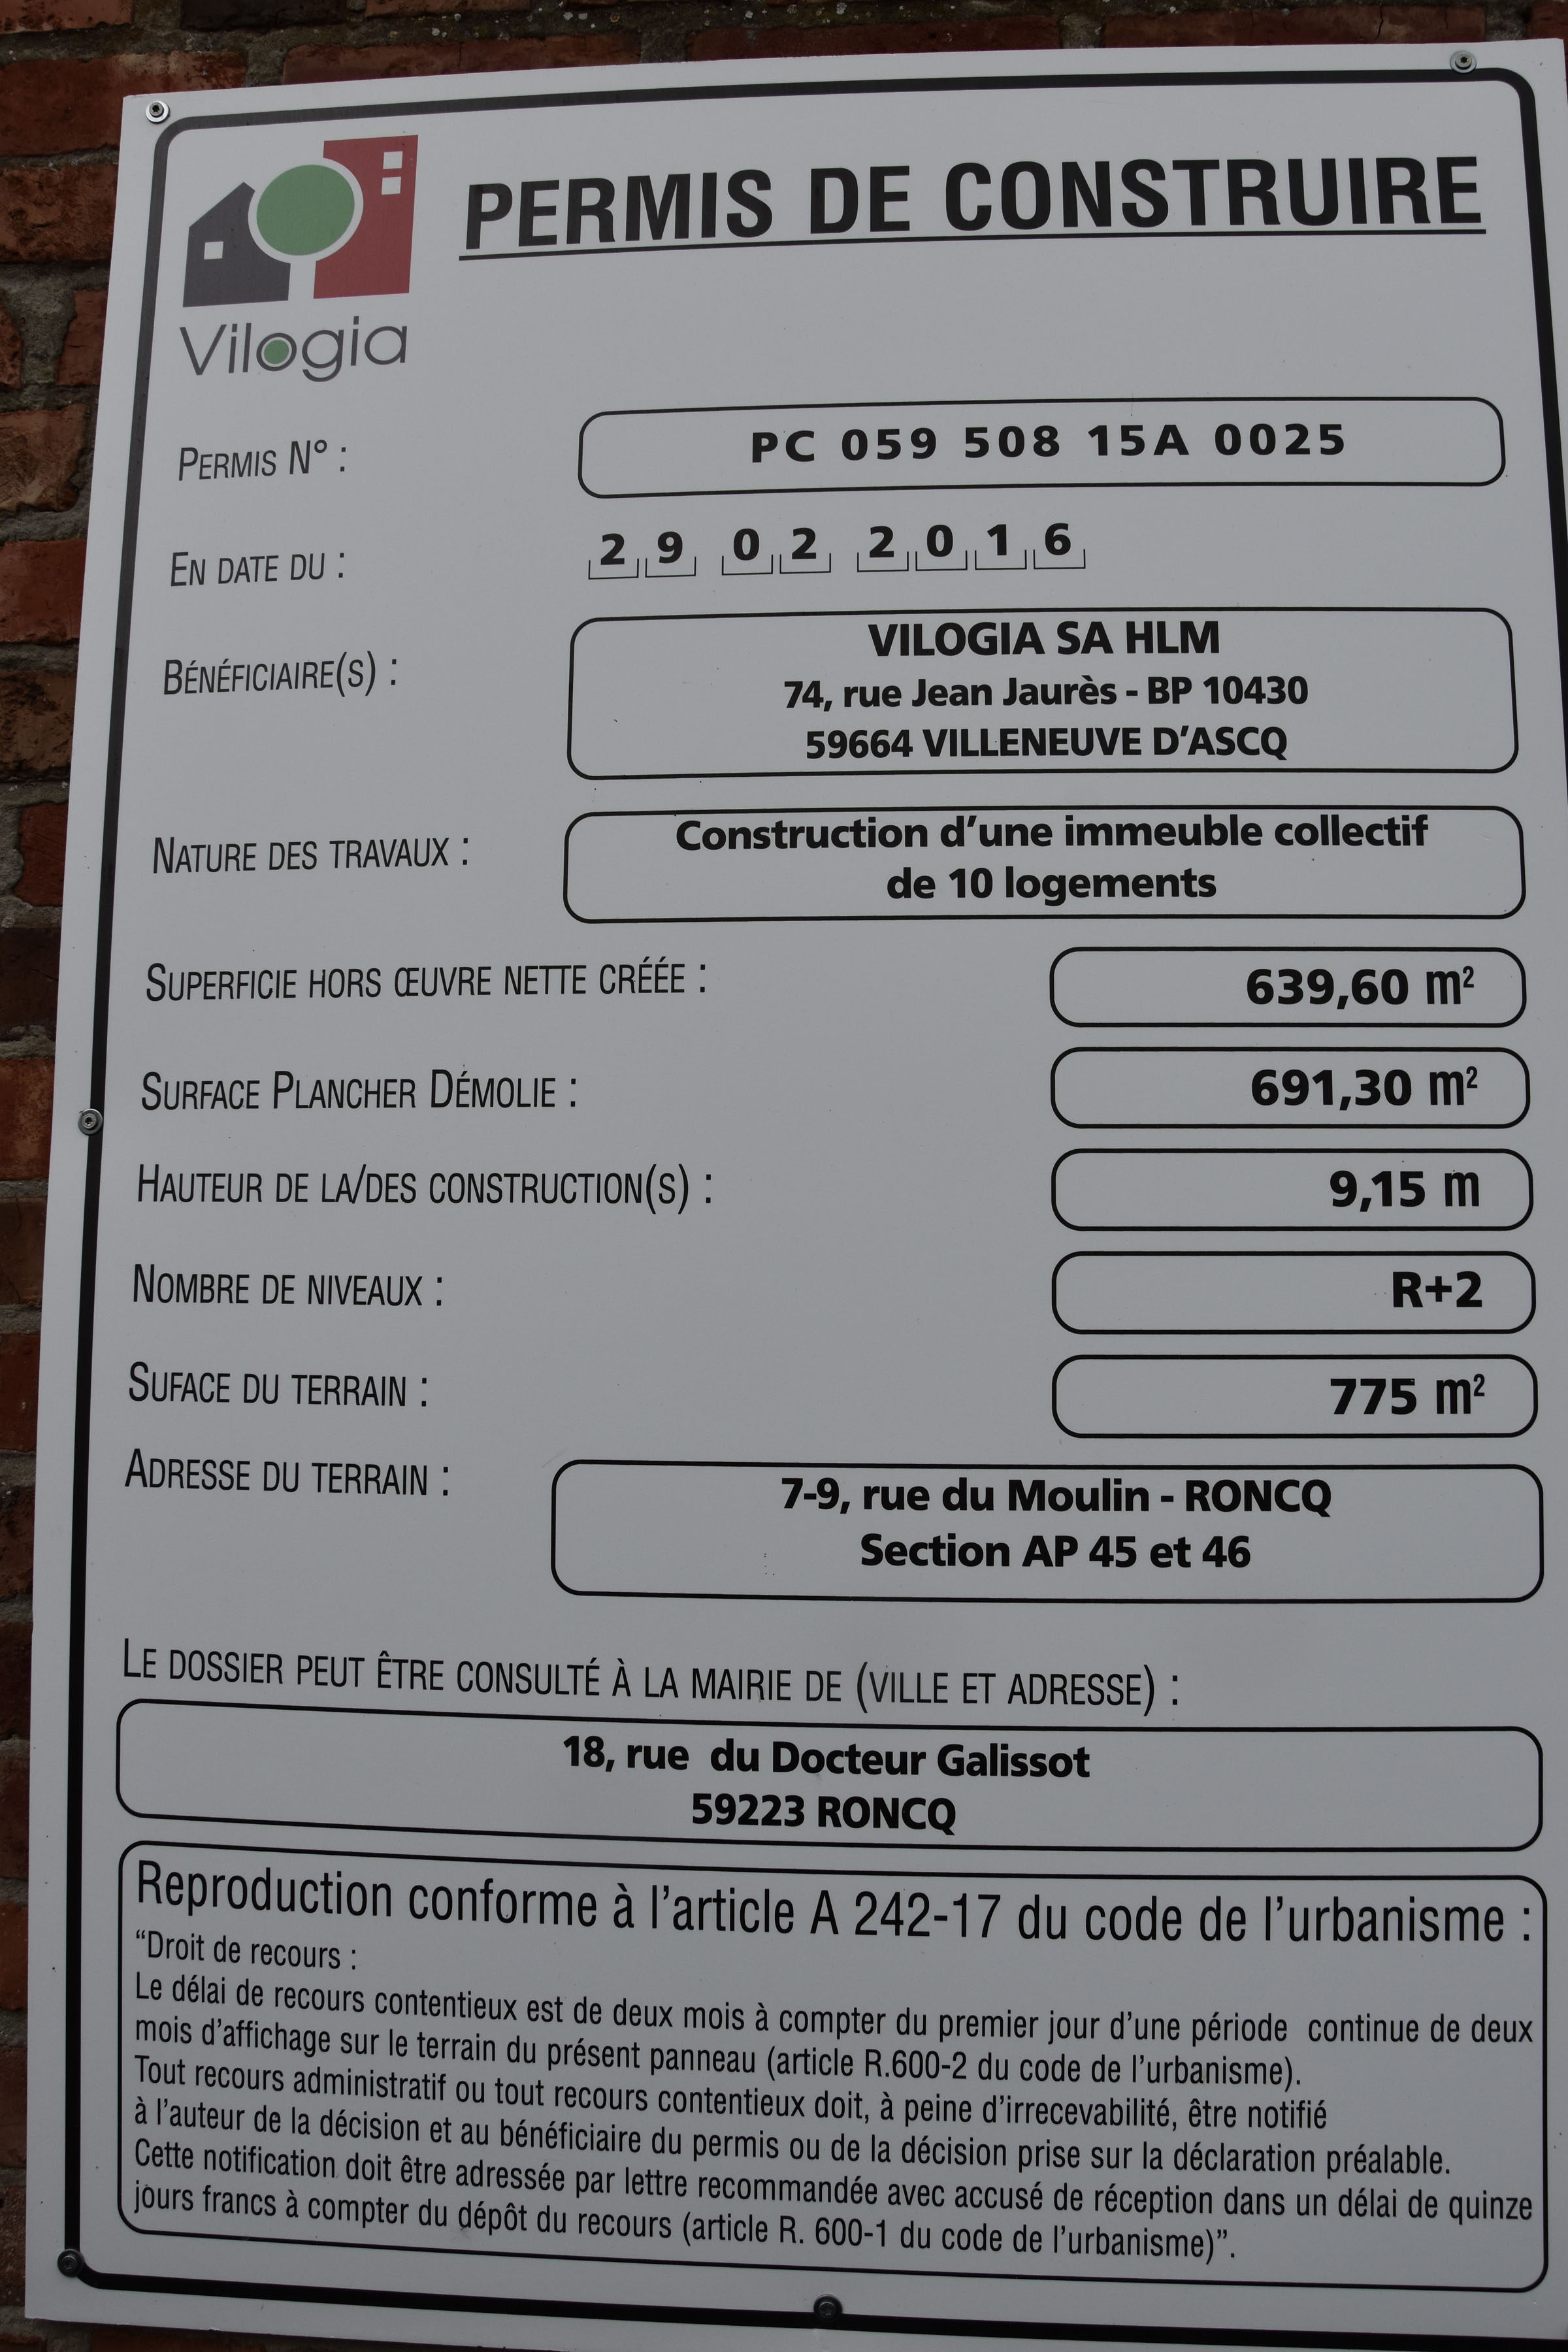 PERMIS DE CONSTRUIRE
Vilogia
PERMIS N° :
PC 059 508 15A 0025
EN DATE DU :
29 02 2016
BÉNÉFICIAIRE(S) :
VILOGIA SA HLM
74, rue Jean Jaurès - BP 10430
59664 VILLENEUVE D'ASCQ
NATURE DES TRAVAUX :
Construction d'une immeuble collectif
de 10 logements
SUPERFICIE HORS ŒUVRE NETTE CRÉÉE :
639,60 m²
SURFACE PLANCHER DÉMOLIE :
691,30 m²
HAUTEUR DE LA/DES CONSTRUCTION(S) :
9,15 m
NOMBRE DE NIVEAUX :
R+2
SUFACE DU TERRAIN :
775 m²
ADRESSE DU TERRAIN :
7-9, rue du Moulin - RONCQ
Section AP 45 et 46
LE DOSSIER PEUT ÊTRE CONSULTÉ À LA MAIRIE DE (VILLE ET ADRESSE) :
18, rue du Docteur Galissot
59223 RONCQ
Reproduction conforme à l'article A 242-17 du code de l'urbanisme :
“Droit de recours :
Le délai de recours contentieux est de deux mois à compter du premier jour d'une période continue de deux
mois d'affichage sur le terrain du présent panneau (article R.600-2 du code de l'urbanisme).
Tout recours administratif ou tout recours contentieux doit, à peine d'irrecevabilité, être notifié
à l'auteur de la décision et au bénéficiaire du permis ou de la décision prise sur la déclaration préalable.
Cette notification doit être adressée par lettre recommandée avec accusé de réception dans un délai de quinze
jours francs à compter du dépôt du recours (article R. 600-1 du code de l'urbanisme)”.